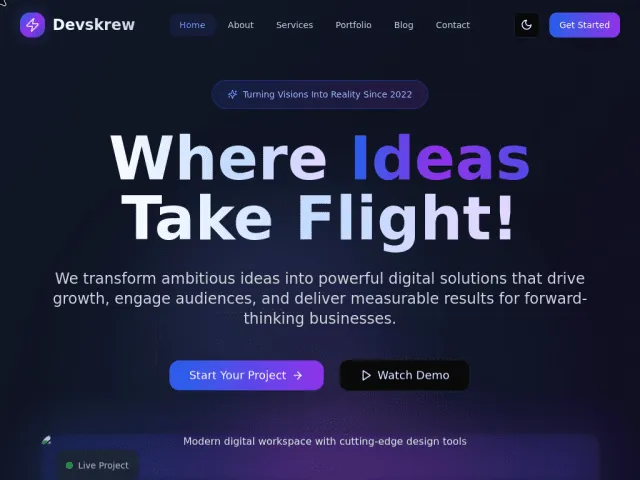 Devskrew
Home
About
Services
Portfolio
Blog
Contact
Get Started
Turning Visions Into Reality Since 2022
Where Ideas
Take Flight!
We transform ambitious ideas into powerful digital solutions that drive
growth, engage audiences, and deliver measurable results for forward-
thinking businesses.
Start Your Project
Watch Demo
Modern digital workspace with cutting-edge design tools
Live Project